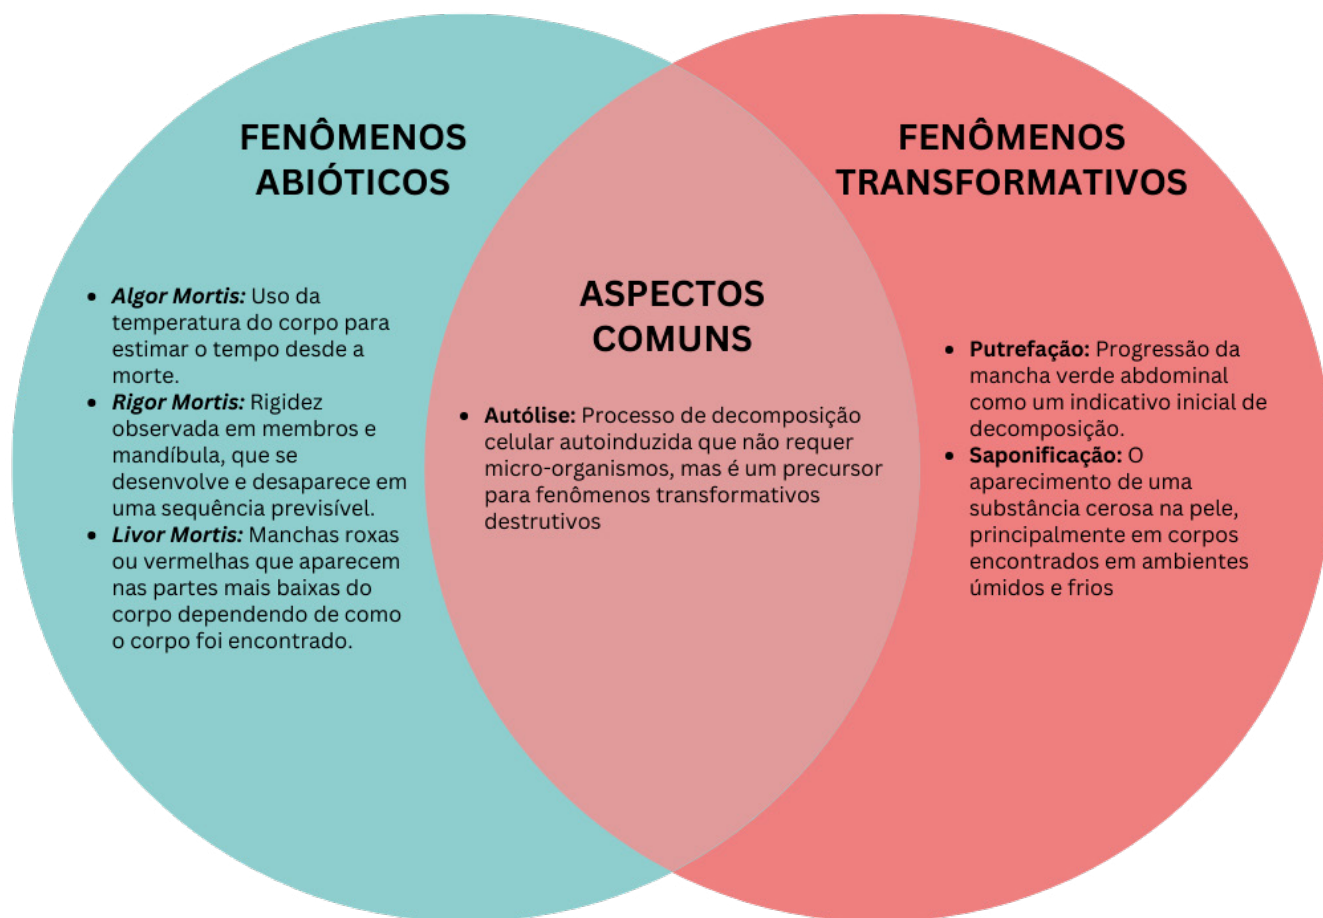 FENÔMENOS
ABIÓTICOS
• Algor Mortis: Uso da
temperatura do corpo para
estimar o tempo desde a
morte.
• Rigor Mortis: Rigidez
observada em membros e
mandíbula, que se
desenvolve e desaparece em
uma sequência previsível.
• Livor Mortis: Manchas roxas
ou vermelhas que aparecem
nas partes mais baixas do
corpo dependendo de como
o corpo foi encontrado.
ASPECTOS
COMUNS
• Autólise: Processo de decomposição
celular autoinduzida que não requer
micro-organismos, mas é um precursor
para fenômenos transformativos
destrutivos
FENÔMENOS
TRANSFORMATIVOS
• Putrefação: Progressão da
mancha verde abdominal
como um indicativo inicial de
decomposição.
• Saponificação: O
aparecimento de uma
substância cerosa na pele,
principalmente em corpos
encontrados em ambientes
úmidos e frios